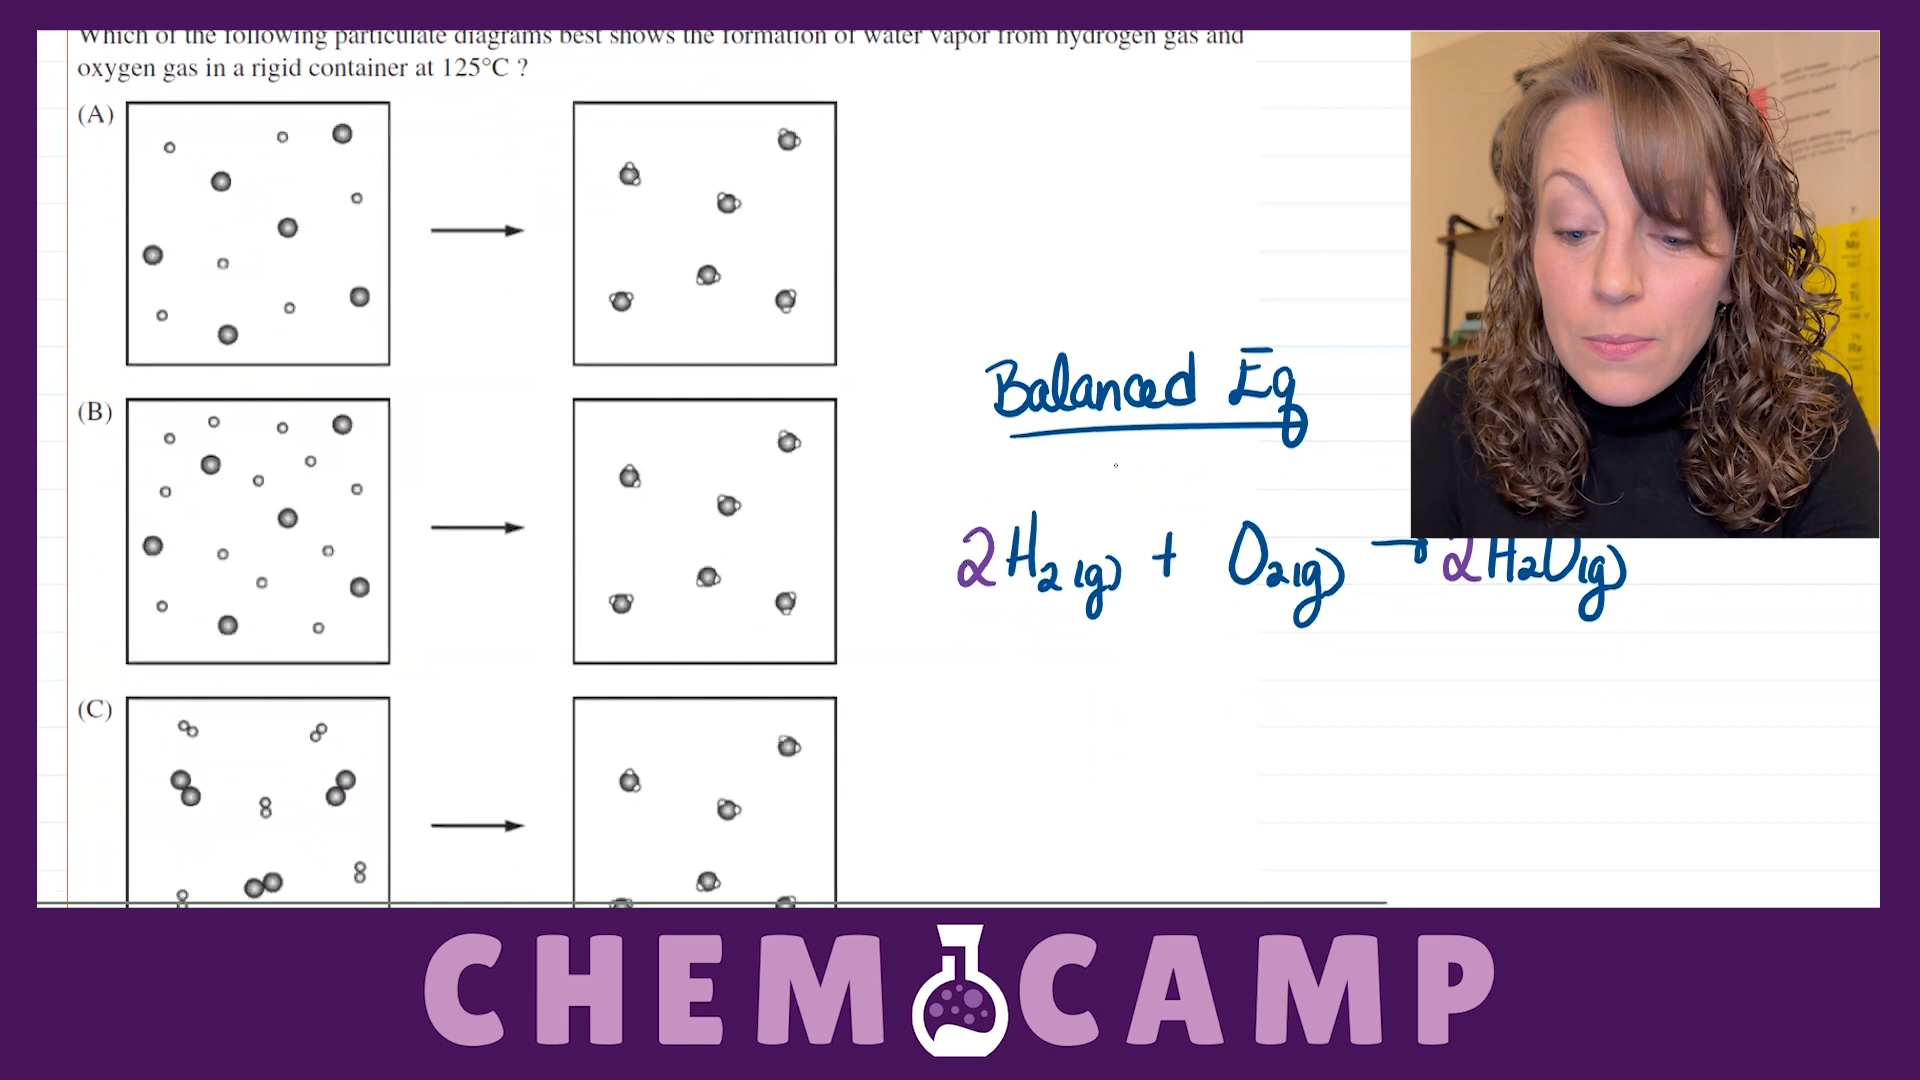 Which of the following particulate diagrams best shows the formation of water vapor from hydrogen gas and
oxygen gas in a rigid container at 125°C ?
(A)
(B)
(C)
Balanced Eq
2H2(g) + O2(g) → 2H2O(g)
CHEM CAMP